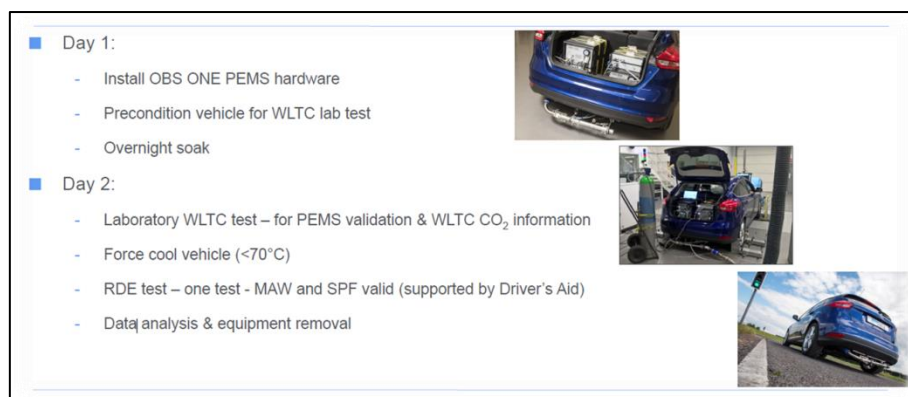 Day 1:
- Install OBS ONE PEMS hardware
- Precondition vehicle for WLTC lab test
- Overnight soak
Day 2:
- Laboratory WLTC test – for PEMS validation & WLTC CO₂ information
- Force cool vehicle (<70°C)
- RDE test – one test - MAW and SPF valid (supported by Driver's Aid)
- Data analysis & equipment removal